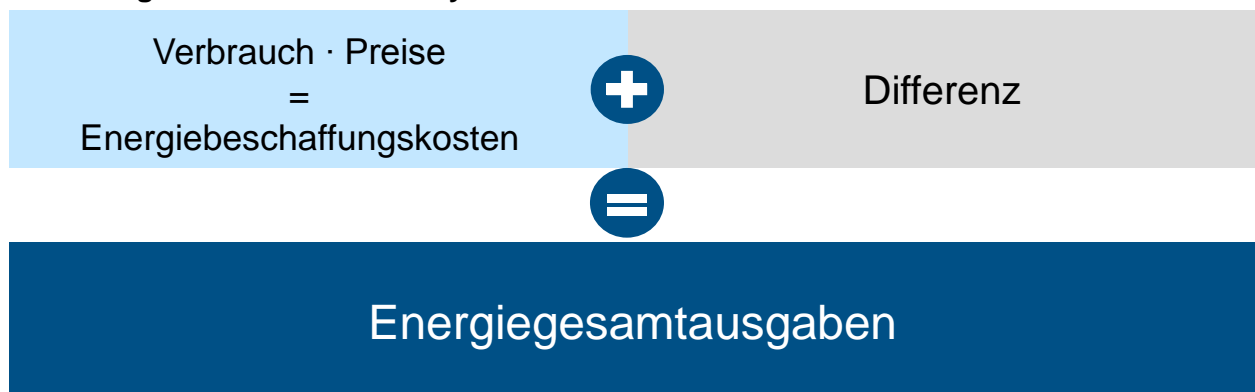 Verbrauch · Preise
=
Energiebeschaffungskosten
Differenz
Energiegesamtausgaben